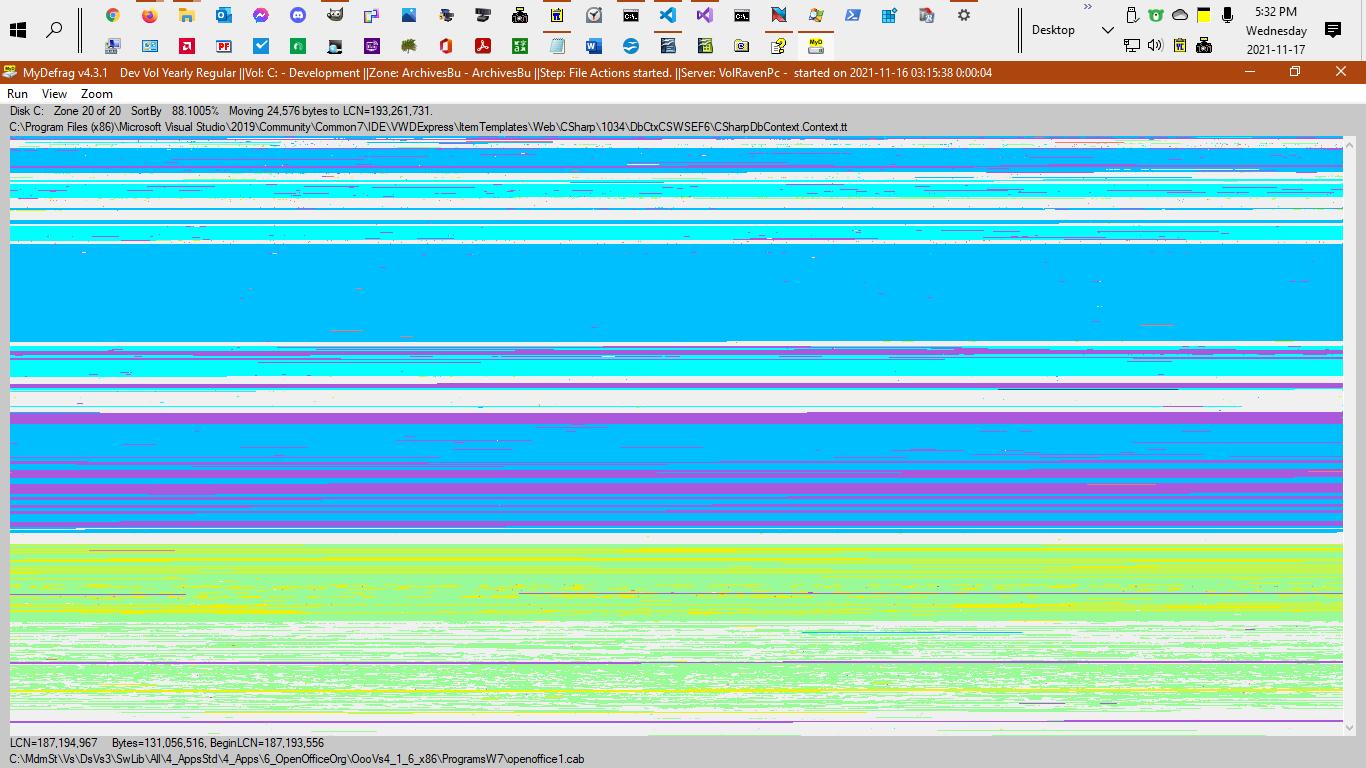 5:32 PM
Desktop
Wednesday
2021-11-17
MyDefrag v4.3.1 Dev Vol Yearly Regular ||Vol: C: - Development ||Zone: ArchivesBu - ArchivesBu ||Step: File Actions started. ||Server: VolRavenPc - started on 2021-11-16 03:15:38 0:00:04
Run View Zoom
Disk C: Zone 20 of 20 SortBy 88.1005% Moving 24,576 bytes to LCN=193,261,731.
C:\Program Files (x86)\Microsoft Visual Studio\2019\Community\Common7\IDE\VWDExpress\ItemTemplates\Web\CSharp\1034\DbCtxCSWSEF6\CSharpDbContext.Context.tt
LCN=187,194,967 Bytes=131,056,516, BeginLCN=187,193,556
C:\MdmSt\Vs\DsVs3\SwLib\All\4_AppsStd\4_Apps\6_OpenOfficeOrg\OooVs4_1_6_x86\ProgramsW7\openoffice1.cab